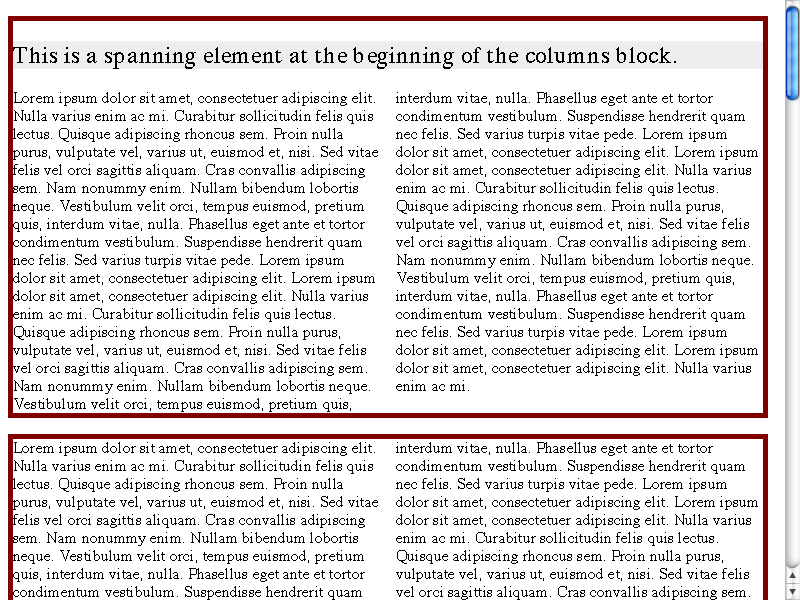 This is a spanning element at the beginning of the columns block.
Lorem ipsum dolor sit amet, consectetuer adipiscing elit.
Nulla varius enim ac mi. Curabitur sollicitudin felis quis
lectus. Quisque adipiscing rhoncus sem. Proin nulla
purus, vulputate vel, varius ut, euismod et, nisi. Sed vitae
felis vel orci sagittis aliquam. Cras convallis adipiscing
sem. Nam nonummy enim. Nullam bibendum lobortis
neque. Vestibulum velit orci, tempus euismod, pretium
quis, interdum vitae, nulla. Phasellus eget ante et tortor
condimentum vestibulum. Suspendisse hendrerit quam
nec felis. Sed varius turpis vitae pede. Lorem ipsum
dolor sit amet, consectetuer adipiscing elit. Lorem ipsum
dolor sit amet, consectetuer adipiscing elit. Nulla varius
enim ac mi. Curabitur sollicitudin felis quis lectus.
Quisque adipiscing rhoncus sem. Proin nulla purus,
vulputate vel, varius ut, euismod et, nisi. Sed vitae felis
vel orci sagittis aliquam. Cras convallis adipiscing sem.
Nam nonummy enim. Nullam bibendum lobortis neque.
Vestibulum velit orci, tempus euismod, pretium quis,
interdum vitae, nulla. Phasellus eget ante et tortor
condimentum vestibulum. Suspendisse hendrerit quam
nec felis. Sed varius turpis vitae pede. Lorem ipsum
dolor sit amet, consectetuer adipiscing elit. Lorem ipsum
dolor sit amet, consectetuer adipiscing elit. Nulla varius
enim ac mi. Curabitur sollicitudin felis quis lectus.
Quisque adipiscing rhoncus sem. Proin nulla purus,
vulputate vel, varius ut, euismod et, nisi. Sed vitae felis
vel orci sagittis aliquam. Cras convallis adipiscing sem.
Nam nonummy enim. Nullam bibendum lobortis neque.
Vestibulum velit orci, tempus euismod, pretium quis,
interdum vitae, nulla. Phasellus eget ante et tortor
condimentum vestibulum. Suspendisse hendrerit quam
nec felis. Sed varius turpis vitae pede. Lorem ipsum
dolor sit amet, consectetuer adipiscing elit. Nulla varius
enim ac mi.
Lorem ipsum dolor sit amet, consectetuer adipiscing elit.
Nulla varius enim ac mi. Curabitur sollicitudin felis quis
lectus. Quisque adipiscing rhoncus sem. Proin nulla
purus, vulputate vel, varius ut, euismod et, nisi. Sed vitae
felis vel orci sagittis aliquam. Cras convallis adipiscing
sem. Nam nonummy enim. Nullam bibendum lobortis
neque. Vestibulum velit orci, tempus euismod, pretium
quis, interdum vitae, nulla. Phasellus eget ante et tortor
condimentum vestibulum. Suspendisse hendrerit quam
interdum vitae, nulla. Phasellus eget ante et tortor
condimentum vestibulum. Suspendisse hendrerit quam
nec felis. Sed varius turpis vitae pede. Lorem ipsum
dolor sit amet, consectetuer adipiscing elit. Lorem ipsum
dolor sit amet, consectetuer adipiscing elit. Nulla varius
enim ac mi. Curabitur sollicitudin felis quis lectus.
Quisque adipiscing rhoncus sem. Proin nulla purus,
vulputate vel, varius ut, euismod et, nisi. Sed vitae felis
vel orci sagittis aliquam. Cras convallis adipiscing sem.